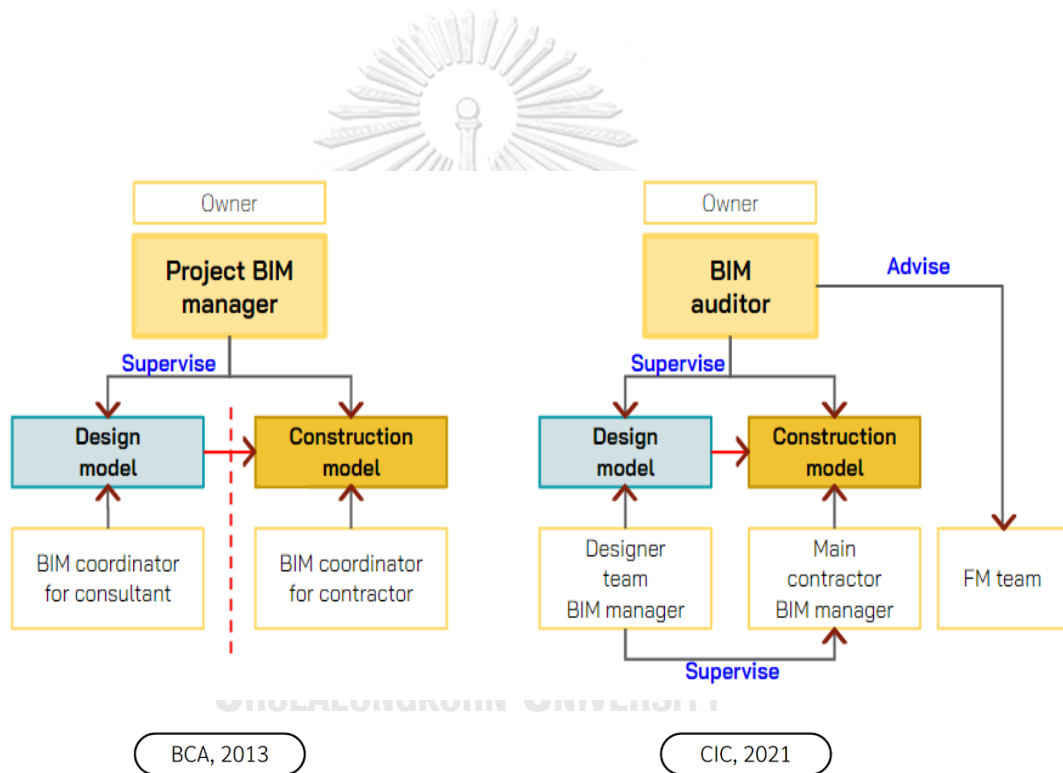 Owner
Project BIM
manager
Supervise
Design
model
Construction
model
BIM coordinator
for consultant
BIM coordinator
for contractor
BCA, 2013
Owner
BIM
auditor
Advise
Supervise
Design
model
Construction
model
Designer
team
BIM manager
Main
contractor
BIM manager
FM team
Supervise
CHULALONGKORN UNIVERSITY
CIC, 2021